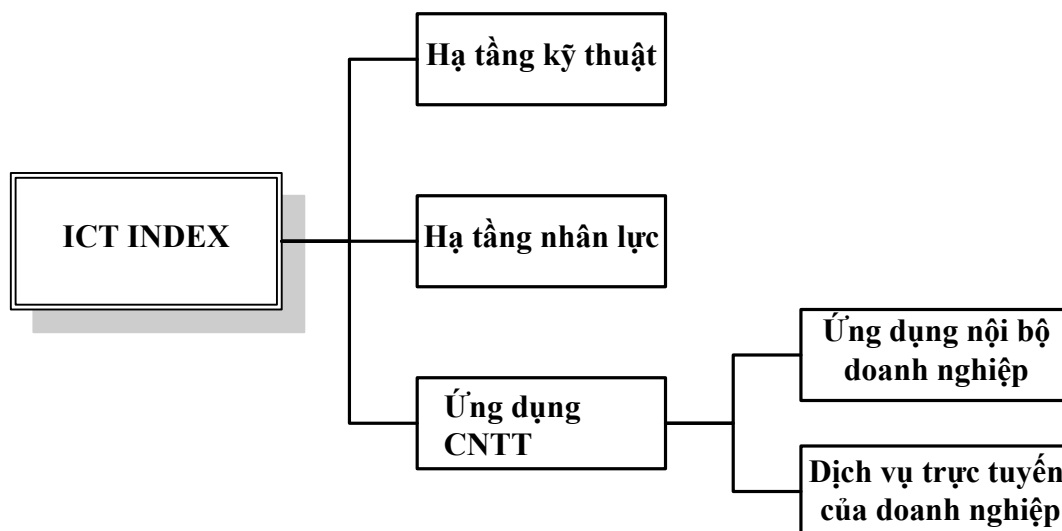 Hạ tầng kỹ thuật
ICT INDEX
Hạ tầng nhân lực
Ứng dụng
CNTT
Ứng dụng nội bộ
doanh nghiệp
Dịch vụ trực tuyến
của doanh nghiệp